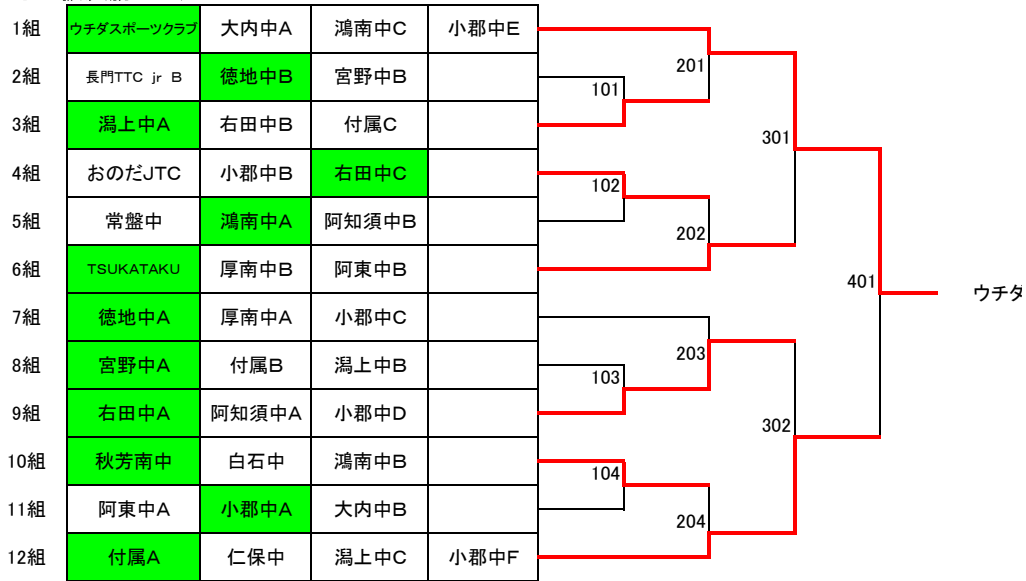 1組 ウチダスポーツクラブ 大内中A 鴻南中C 小郡中E
201
2組 長門TTC jr B 徳地中B 宮野中B
101
3組 潟上中A 右田中B 付属C
301
4組 おのだJTC 小郡中B 右田中C
102
5組 常盤中 鴻南中A 阿知須中B
202
6組 TSUKATAKU 厚南中B 阿東中B
401
ウチダ
7組 徳地中A 厚南中A 小郡中C
203
8組 宮野中A 付属B 潟上中B
103
9組 右田中A 阿知須中A 小郡中D
302
10組 秋芳南中 白石中 鴻南中B
104
11組 阿東中A 小郡中A 大内中B
204
12組 付属A 仁保中 潟上中C 小郡中F